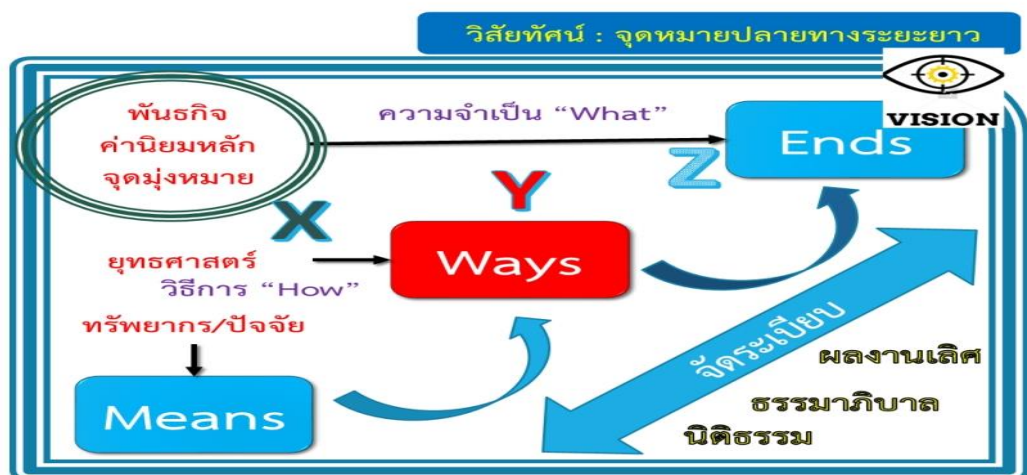 วิสัยทัศน์ : จุดหมายปลายทางระยะยาว
VISION
พันธกิจ
ค่านิยมหลัก
จุดมุ่งหมาย
ความจำเป็น “What”
Ends
X
Y
Z
ยุทธศาสตร์
วิธีการ “How”
Ways
ทรัพยากร/ปัจจัย
Means
จัดระเบียบ
ผลงานเลิศ
ธรรมาภิบาล
นิติธรรม